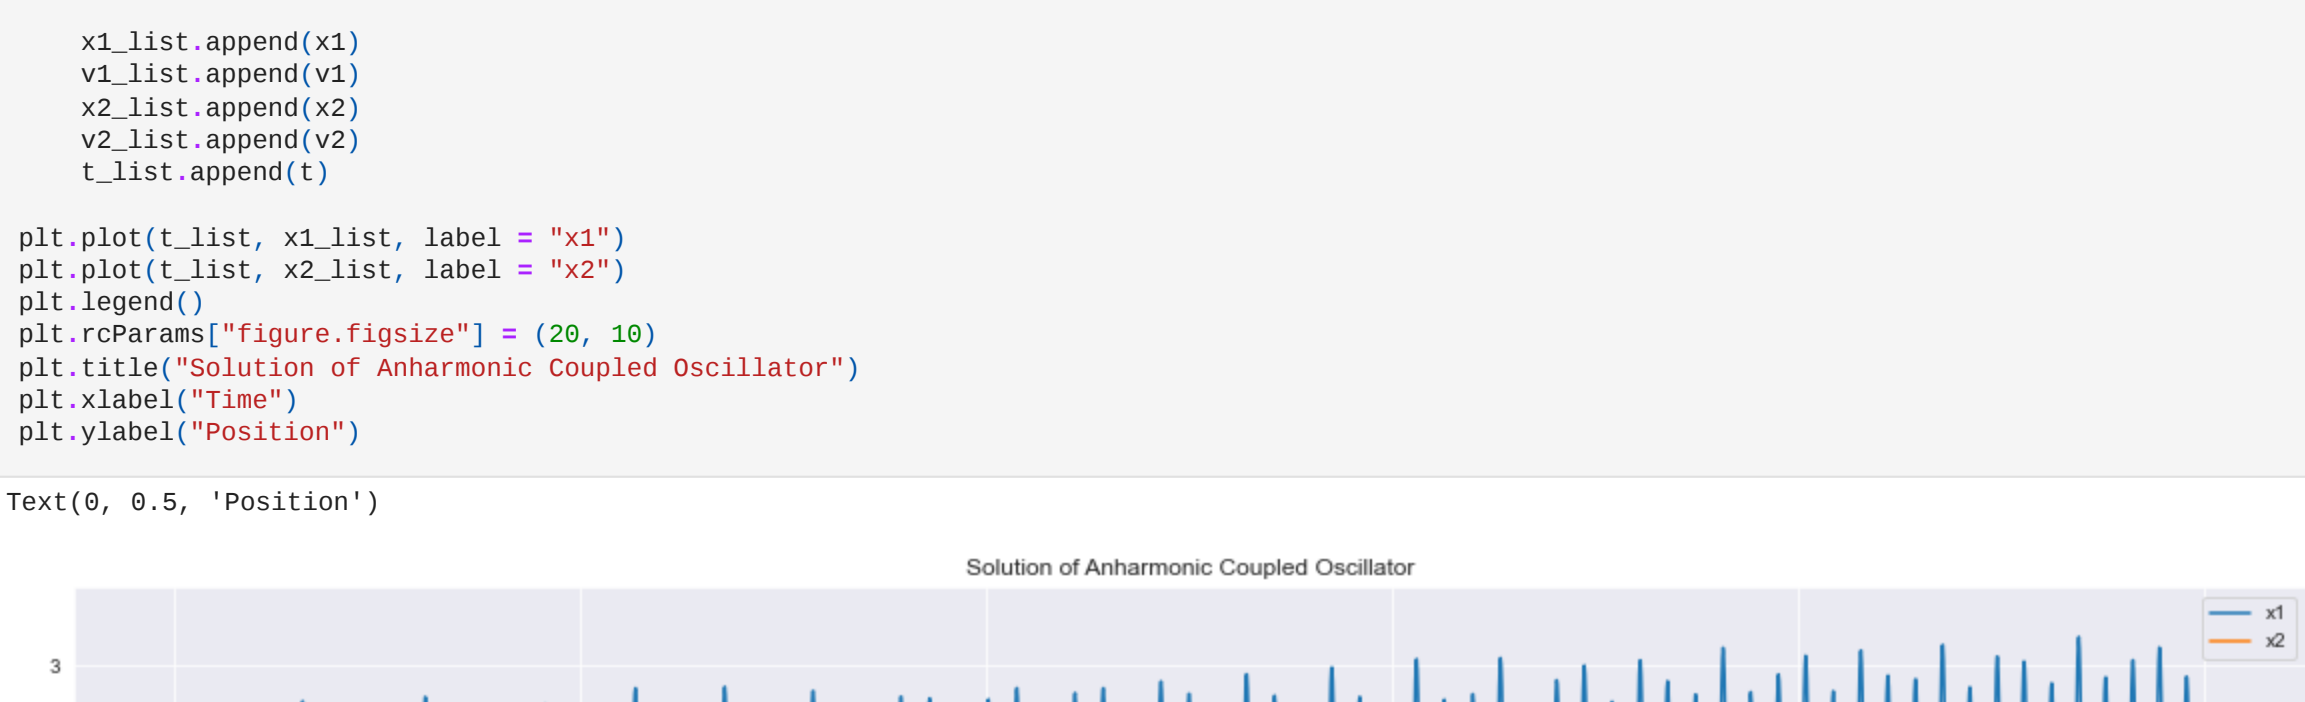 x1_list.append(x1)
    v1_list.append(v1)
    x2_list.append(x2)
    v2_list.append(v2)
    t_list.append(t)

plt.plot(t_list, x1_list, label = "x1")
plt.plot(t_list, x2_list, label = "x2")
plt.legend()
plt.rcParams["figure.figsize"] = (20, 10)
plt.title("Solution of Anharmonic Coupled Oscillator")
plt.xlabel("Time")
plt.ylabel("Position")
Text(0, 0.5, 'Position')
Solution of Anharmonic Coupled Oscillator
x1
x2
3